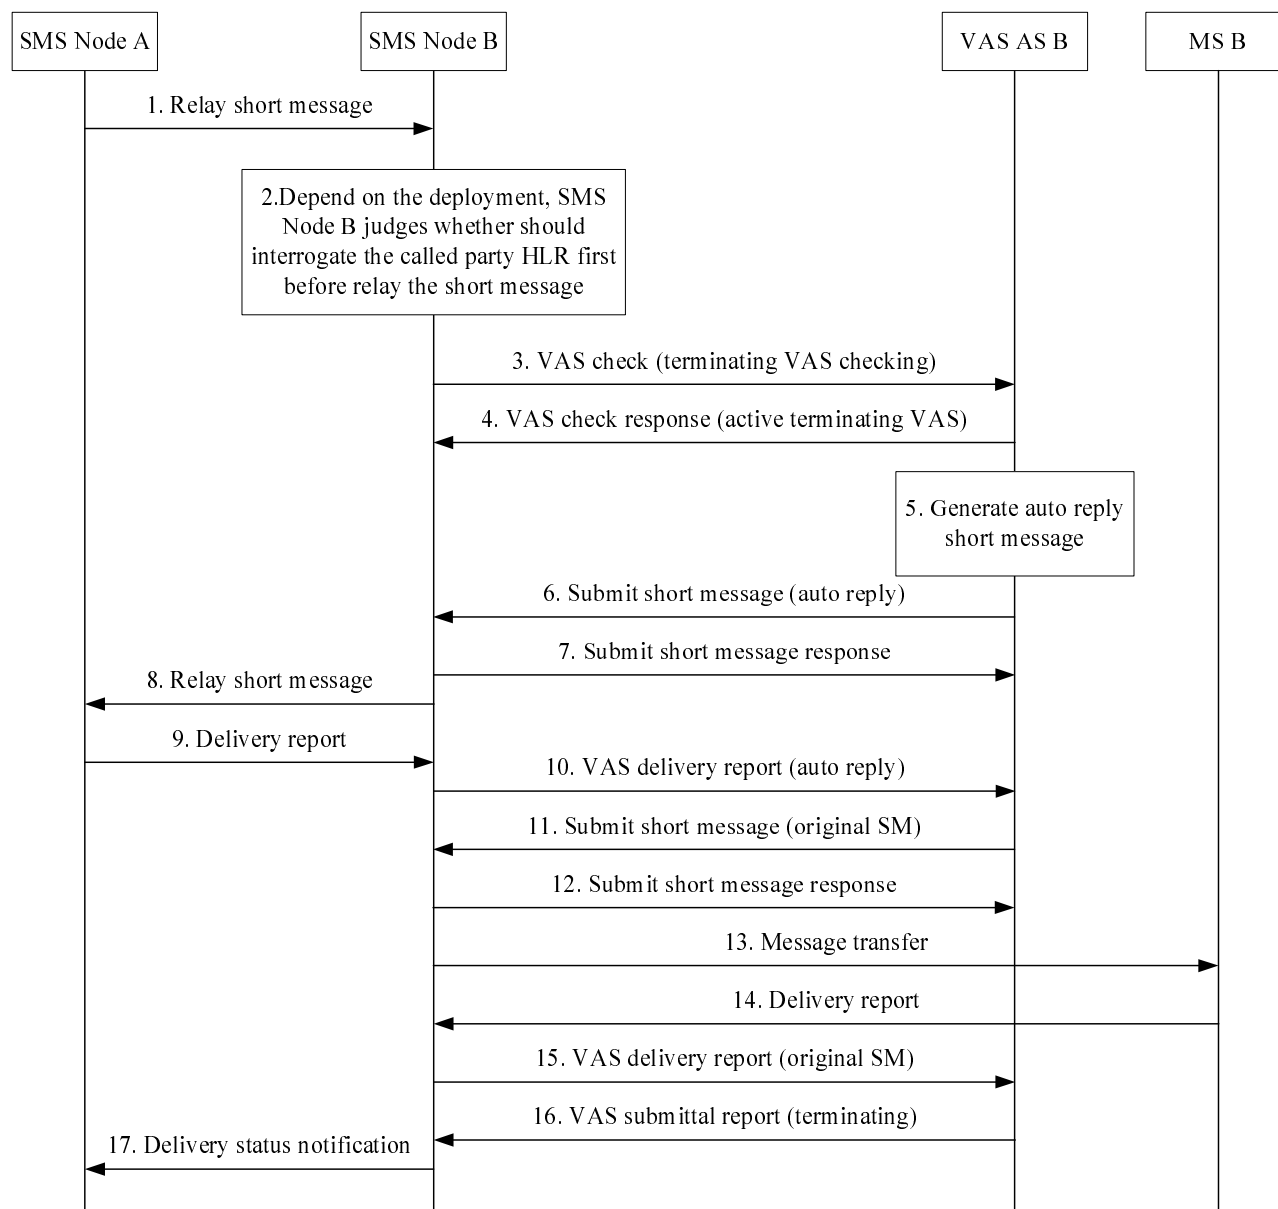 SMS Node A
SMS Node B
VAS AS B
MS B
1. Relay short message
2.Depend on the deployment, SMS
Node B judges whether should
interrogate the called party HLR first
before relay the short message
3. VAS check (terminating VAS checking)
4. VAS check response (active terminating VAS)
5. Generate auto reply
short message
6. Submit short message (auto reply)
7. Submit short message response
8. Relay short message
9. Delivery report
10. VAS delivery report (auto reply)
11. Submit short message (original SM)
12. Submit short message response
13. Message transfer
14. Delivery report
15. VAS delivery report (original SM)
16. VAS submittal report (terminating)
17. Delivery status notification